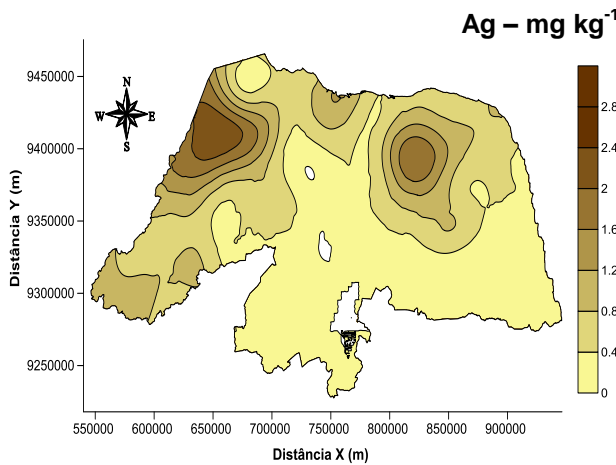 Ag – mg kg⁻¹
9450000
9400000
9350000
9300000
9250000
Distância Y (m)
N
W E
S
550000 600000 650000 700000 750000 800000 850000 900000
Distância X (m)
2.8
2.4
2
1.6
1.2
0.8
0.4
0